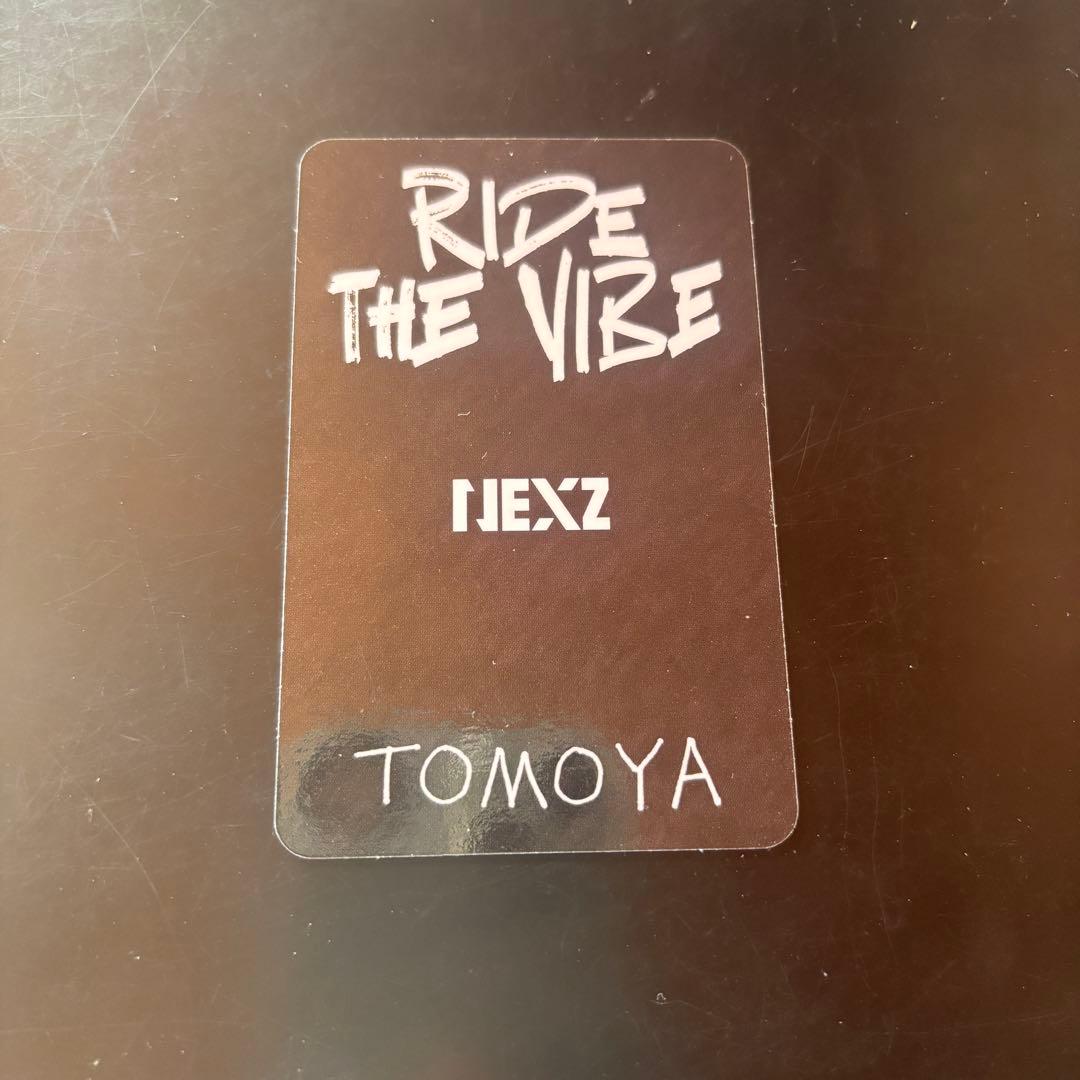 RIDE
THE VIBE
NEXZ
TOMOYA